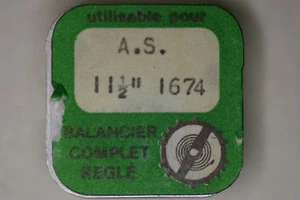 utilisable pour
A.S.
11½''' 1674
BALANCIER
COMPLET
REGLÉ